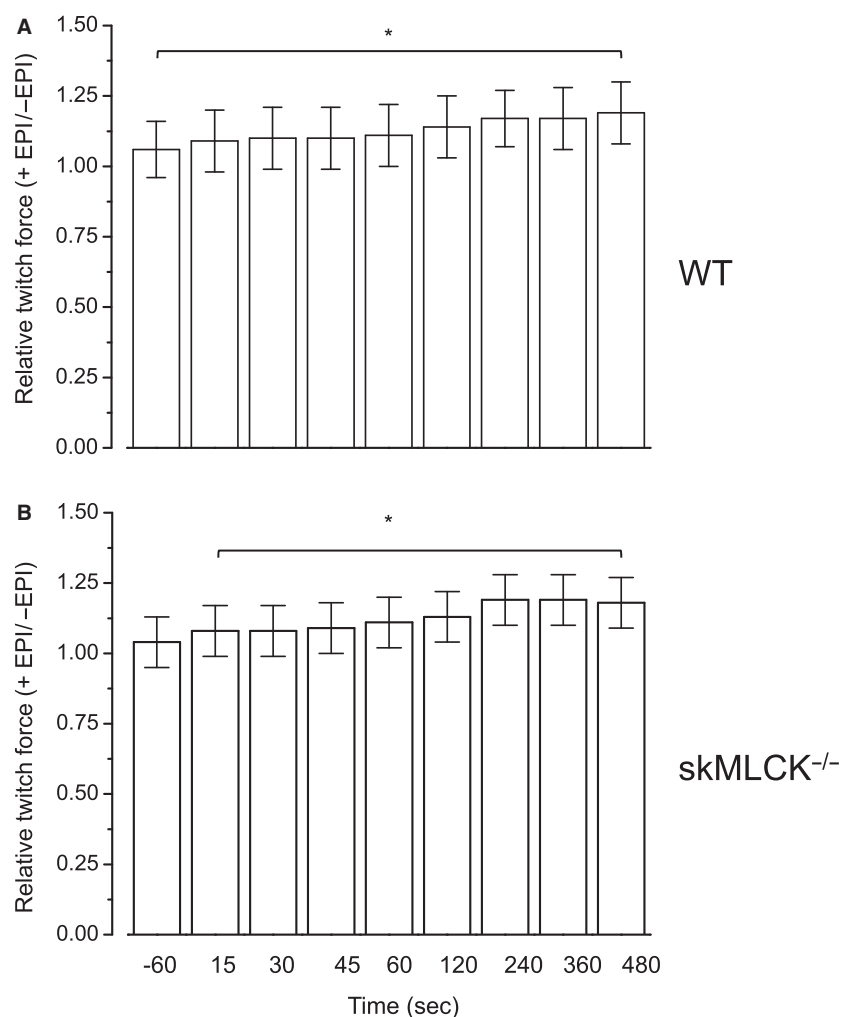 A
Relative twitch force (+ EPI/−EPI)
1.50
1.25
1.00
0.75
0.50
0.25
0.00
*
WT
B
Relative twitch force (+ EPI/−EPI)
1.50
1.25
1.00
0.75
0.50
0.25
0.00
*
skMLCK−/−
-60 15 30 45 60 120 240 360 480
Time (sec)